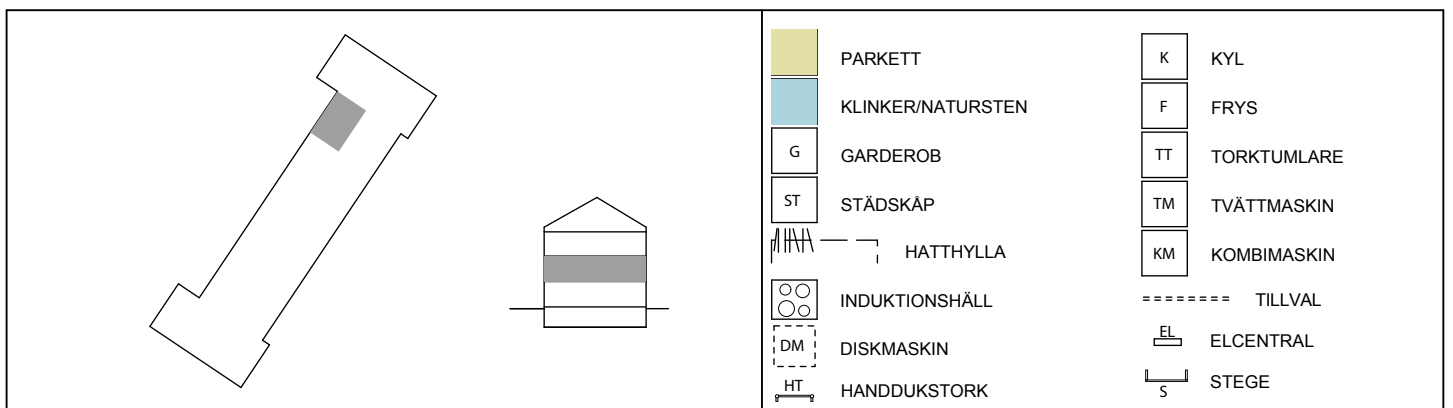 PARKETT
KLINKER/NATURSTEN
G GARDEROB
ST STÄDSKÅP
HATTHYLLA
INDUKTIONSHÄLL
DM DISKMASKIN
HT HANDDUKSTORK
K KYL
F FRYS
TT TORKTUMLARE
TM TVÄTTMASKIN
KM KOMBIMASKIN
TILLVAL
EL ELCENTRAL
S STEGE